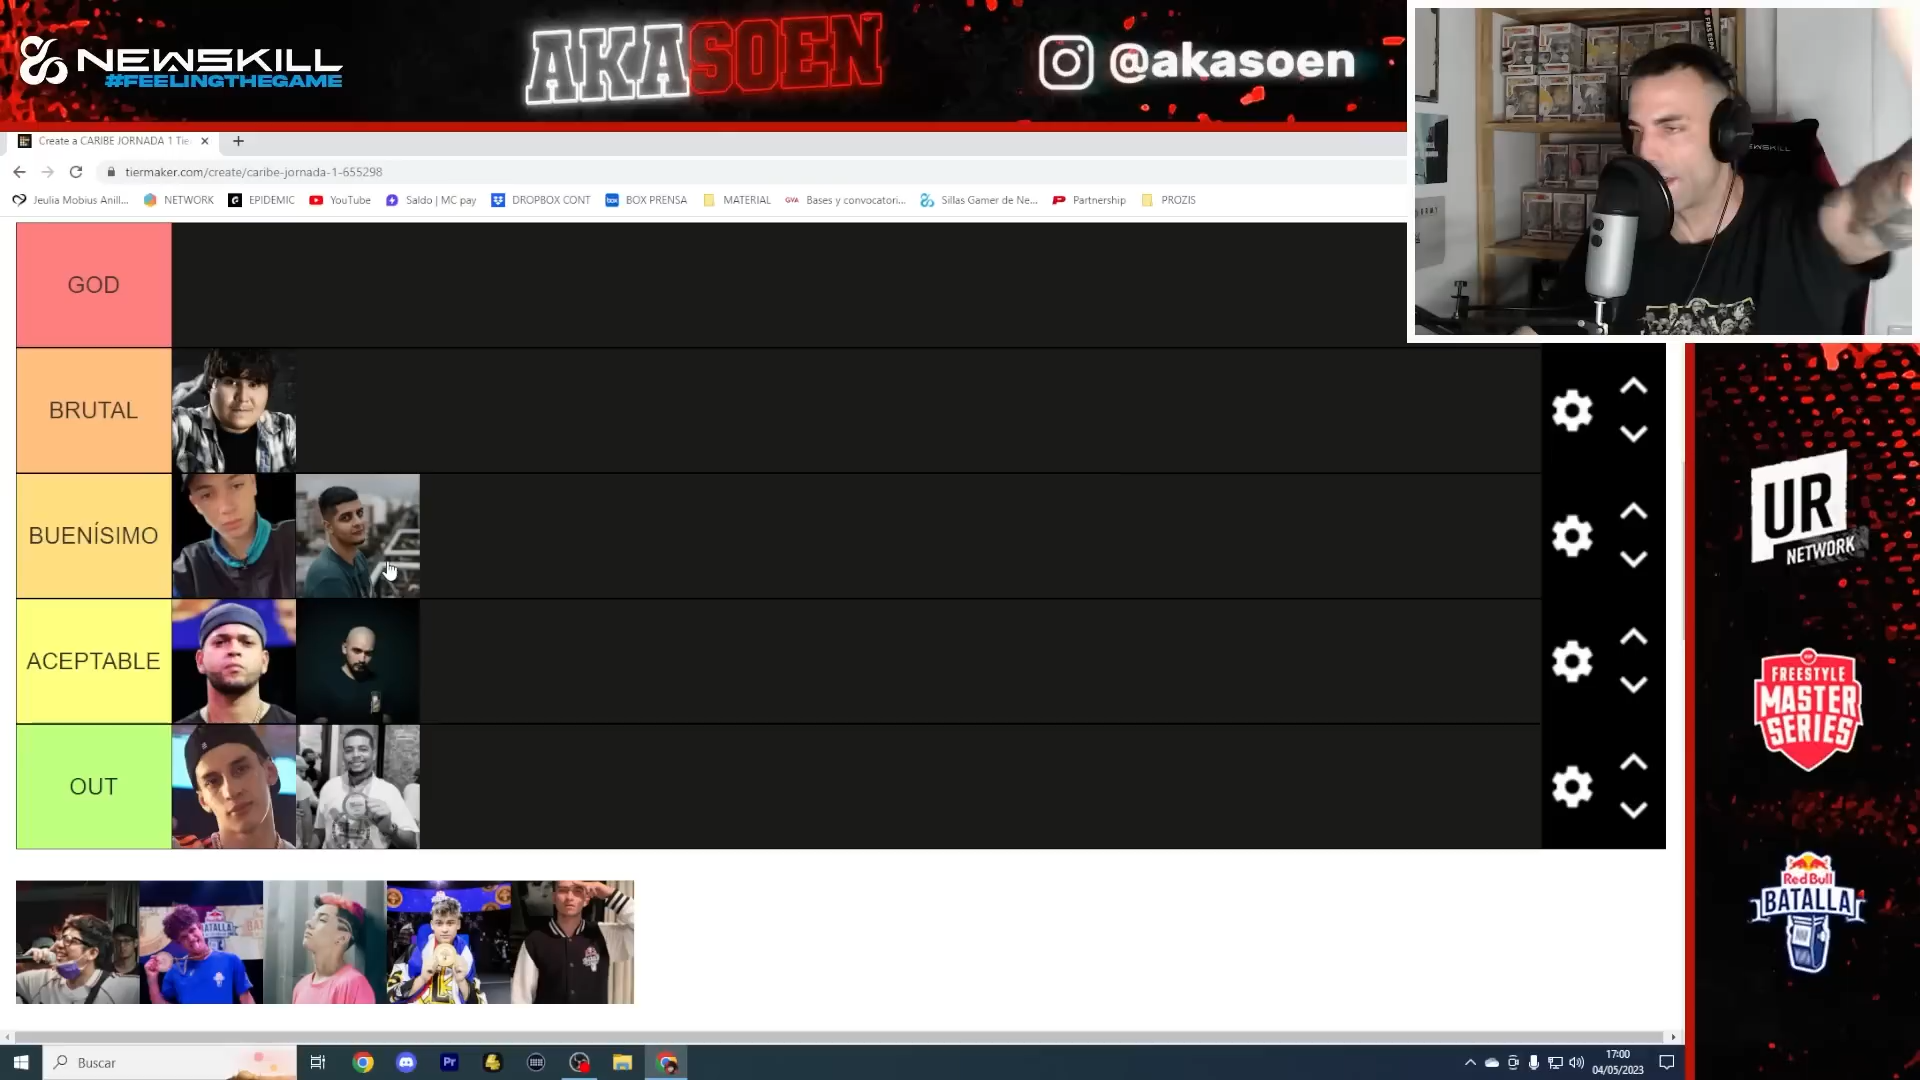 NEWSKILL
#FEELINGTHEGAME
AKASOEN
@akasoen
Create a CARIBE JORNADA 1 Tie
tiermaker.com/create/caribe-jornada-1-655298
Jeulia Mobius Anill...
NETWORK
EPIDEMIC
YouTube
Saldo | MC pay
DROPBOX CONT
BOX PRENSA
MATERIAL
Bases y convocatori...
Sillas Gamer de Ne...
Partnership
PROZIS
GOD
BRUTAL
BUENÍSIMO
ACEPTABLE
OUT
UR
NETWORK
FREESTYLE
MASTER
SERIES
RedBull
BATALLA
Buscar
Pr
17:00
04/05/2023